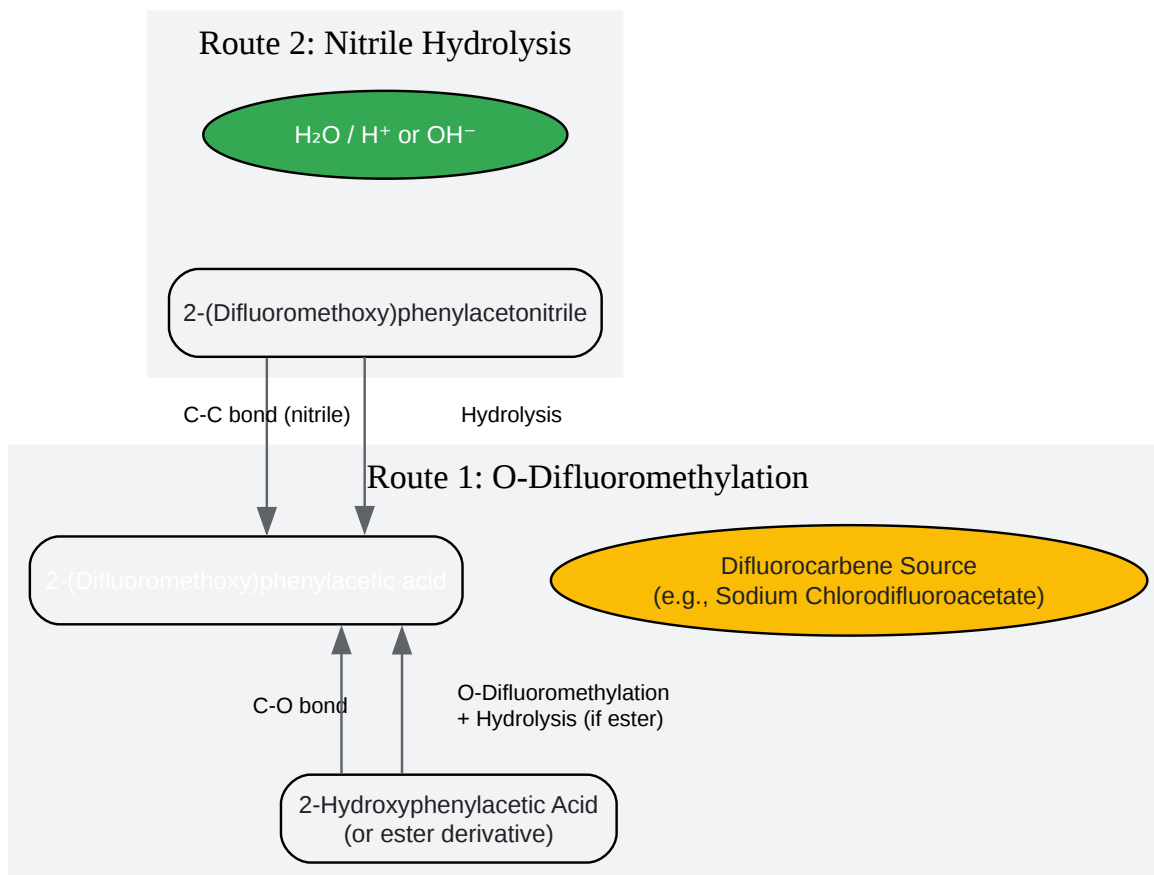 Route 2: Nitrile Hydrolysis
H₂O / H⁺ or OH⁻
2-(Difluoromethoxy)phenylacetonitrile
C-C bond (nitrile)
Hydrolysis
Route 1: O-Difluoromethylation
2-(Difluoromethoxy)phenylacetic acid
Difluorocarbene Source
(e.g., Sodium Chlorodifluoroacetate)
C-O bond
O-Difluoromethylation
+ Hydrolysis (if ester)
2-Hydroxyphenylacetic Acid
(or ester derivative)